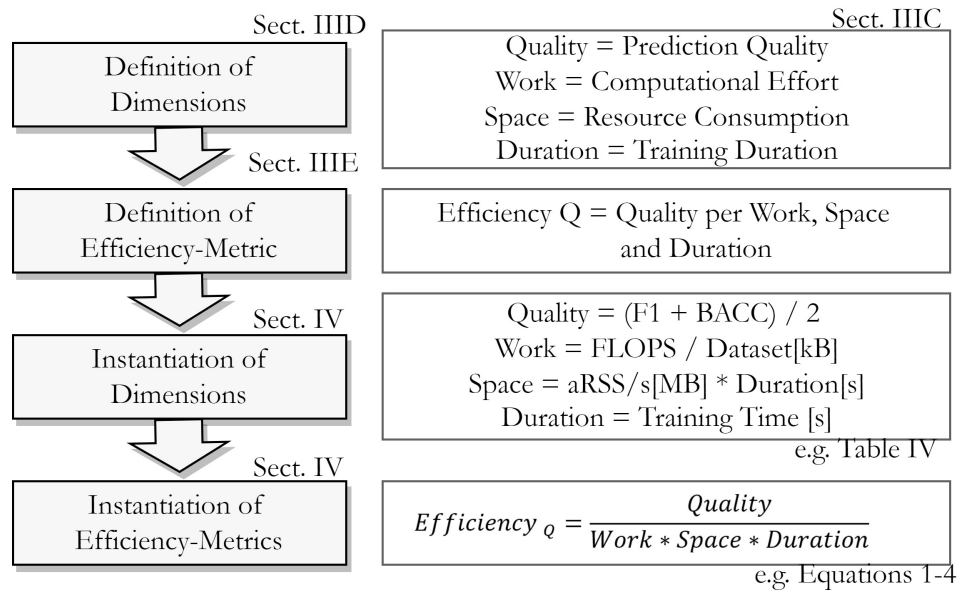 Sect. IIID
Sect. IIIC
Definition of
Dimensions
Quality = Prediction Quality
Work = Computational Effort
Space = Resource Consumption
Duration = Training Duration
Sect. IIIE
Definition of
Efficiency-Metric
Efficiency Q = Quality per Work, Space
and Duration
Sect. IV
Instantiation of
Dimensions
Quality = (F1 + BACC) / 2
Work = FLOPS / Dataset[kB]
Space = aRSS/s[MB] * Duration[s]
Duration = Training Time [s]
e.g. Table IV
Sect. IV
Instantiation of
Efficiency-Metrics
Efficiency Q = Quality / Work * Space * Duration
e.g. Equations 1-4